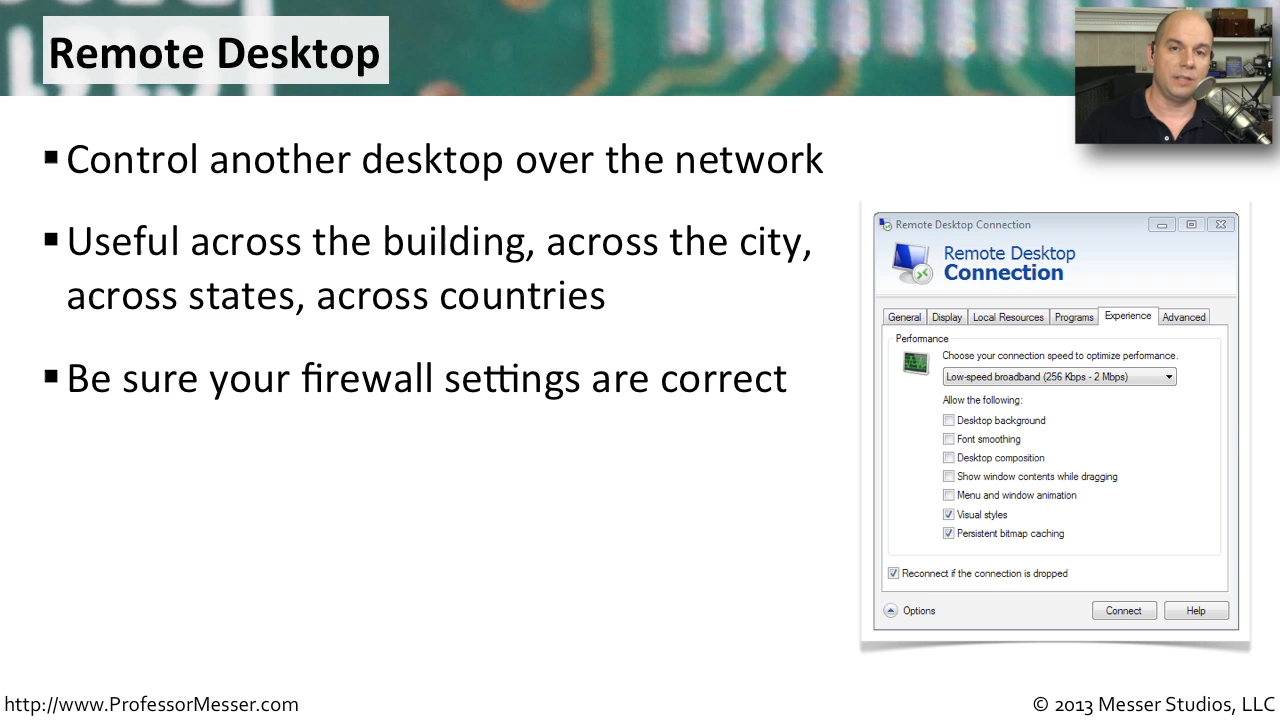 Remote Desktop
▪ Control another desktop over the network
▪ Useful across the building, across the city,
across states, across countries
▪ Be sure your firewall settings are correct
Remote Desktop Connection
Remote Desktop
Connection
General Display Local Resources Programs Experience Advanced
Performance
Choose your connection speed to optimize performance.
Low-speed broadband (256 Kbps - 2 Mbps)
Allow the following:
Desktop background
Font smoothing
Desktop composition
Show window contents while dragging
Menu and window animation
Visual styles
Persistent bitmap caching
Reconnect if the connection is dropped
Options Connect Help
http://www.ProfessorMesser.com © 2013 Messer Studios, LLC